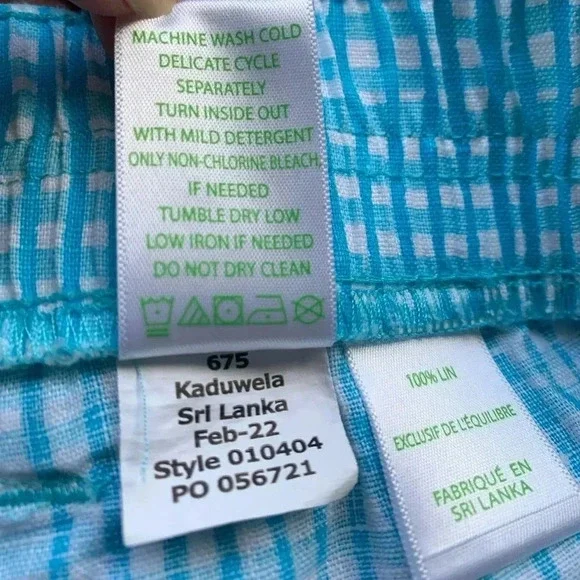 MACHINE WASH COLD
DELICATE CYCLE
SEPARATELY
TURN INSIDE OUT
WITH MILD DETERGENT
ONLY NON-CHLORINE BLEACH
IF NEEDED
TUMBLE DRY LOW
LOW IRON IF NEEDED
DO NOT DRY CLEAN
675
Kaduwela
Sri Lanka
Feb-22
Style 010404
PO 056721
100% LIN
EXCLUSIF DE L'ÉQUILIBRE
FABRIQUÉ EN
SRI LANKA